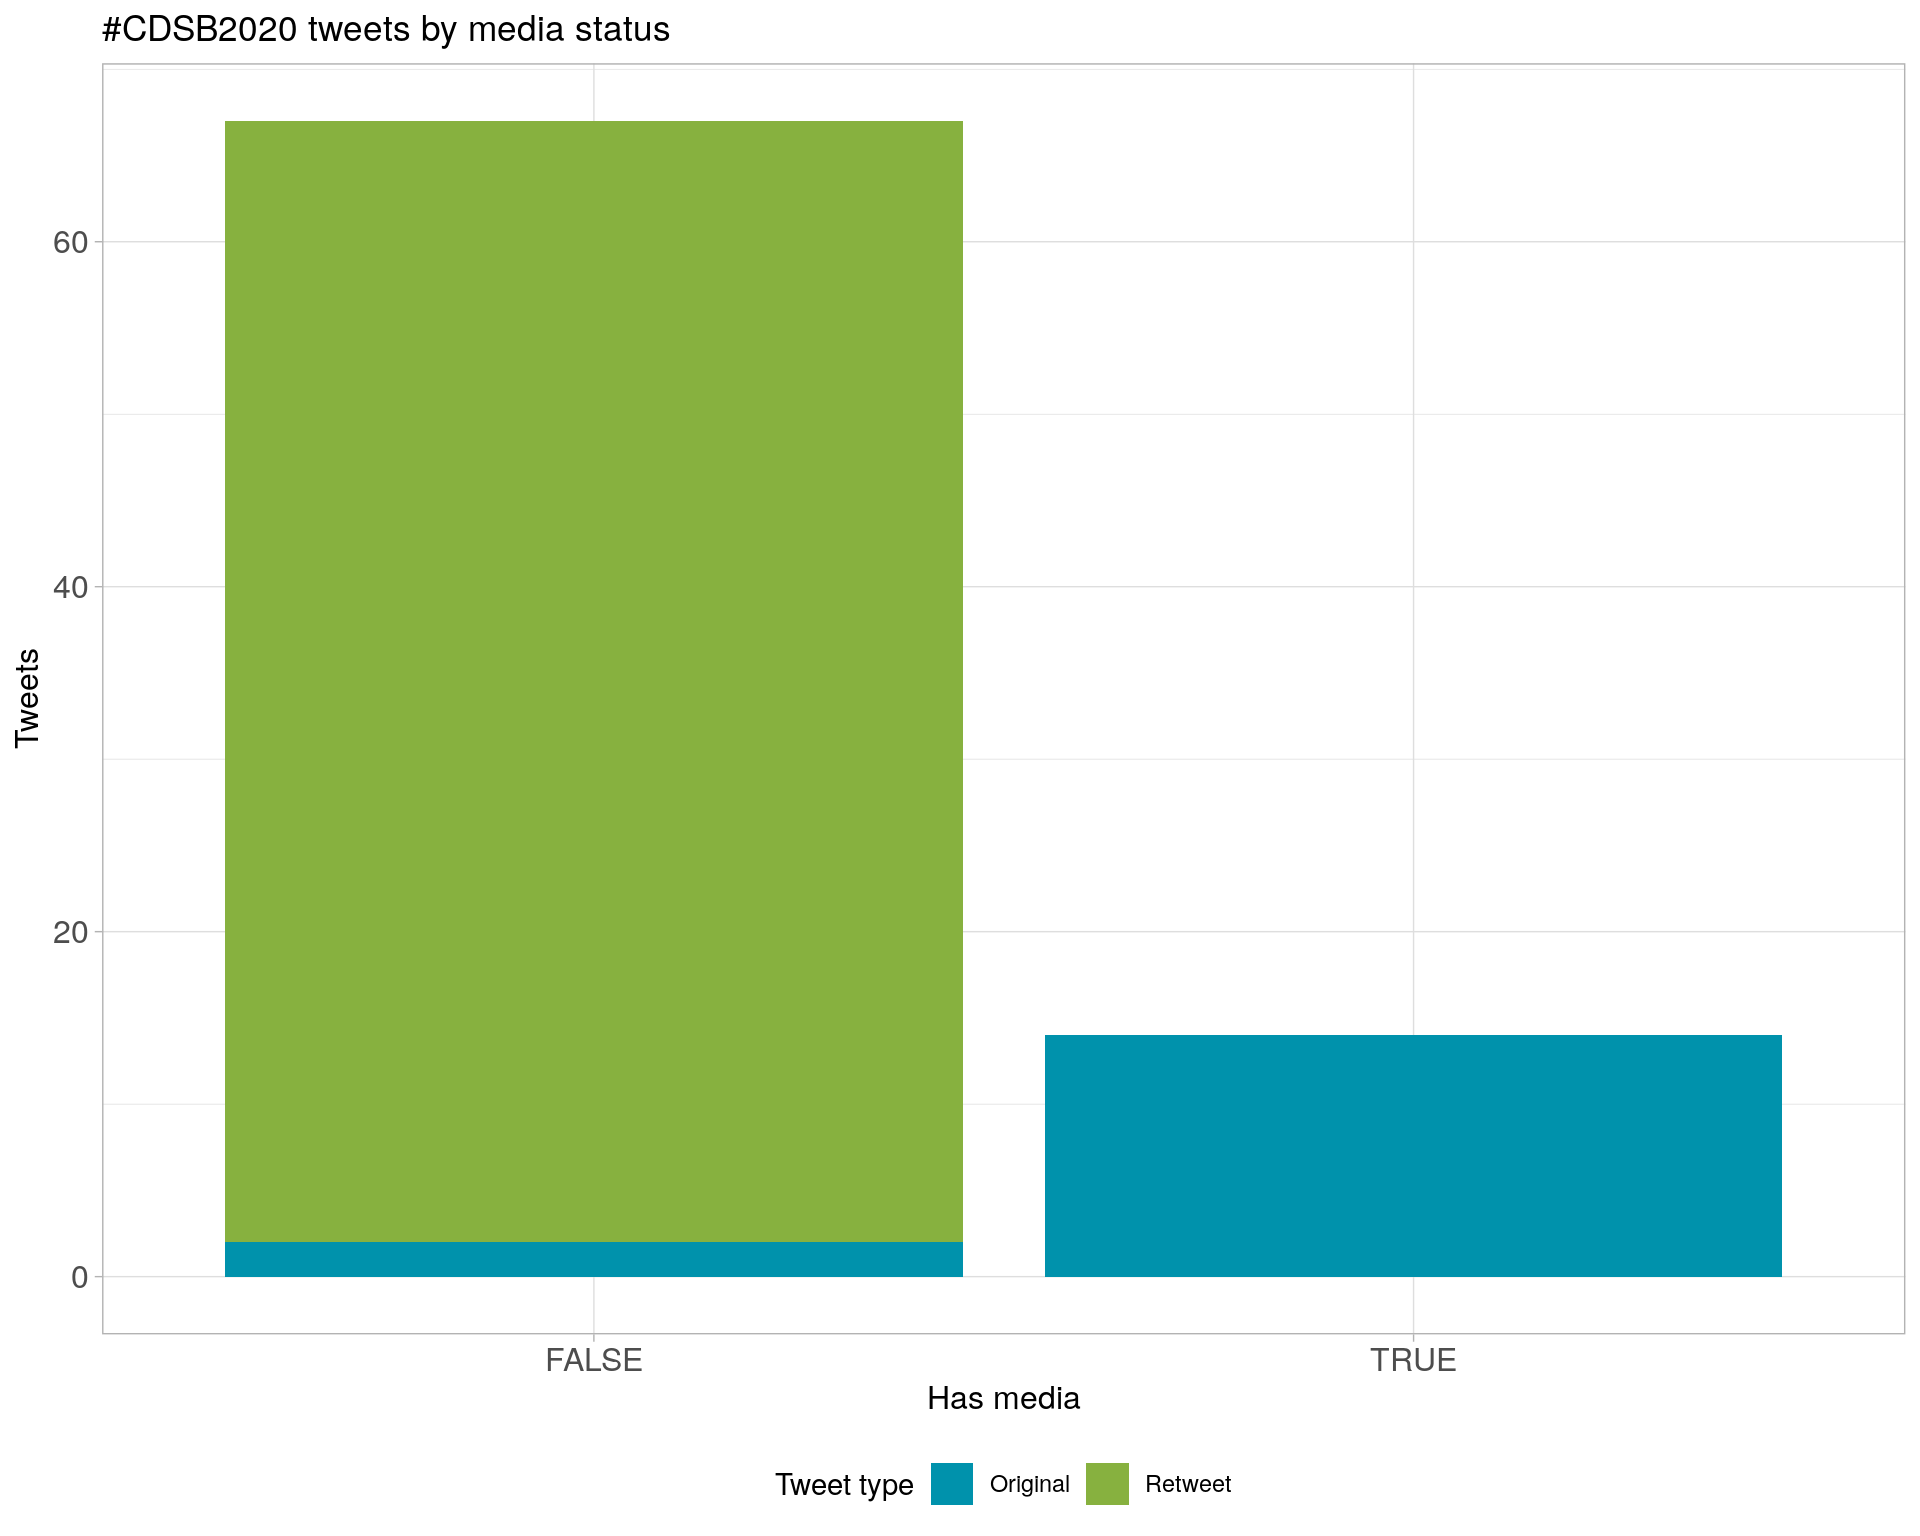 #CDSB2020 tweets by media status
60
40
20
0
Tweets
FALSE TRUE
Has media
Tweet type Original Retweet